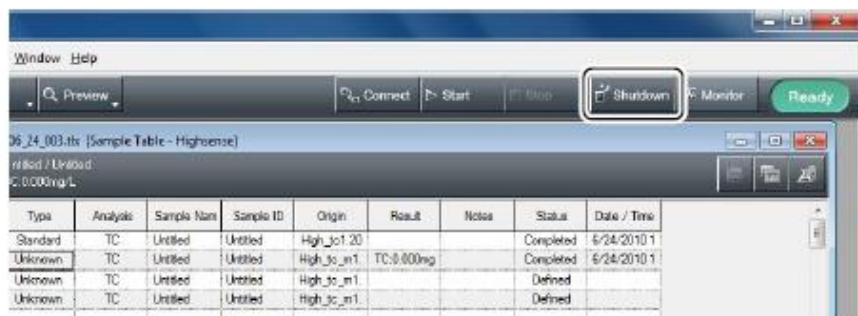 Window Help
Preview Connect Start Stop Shutdown Monitor Ready
06_24_003.tlx [Sample Table - Highsense]
Untitled / Untitled
TC:0.000mg/L
Type Analysis Sample Nam Sample ID Origin Result Notes Status Date / Time
Standard TC Untitled Untitled High_tc1.20 Completed 6/24/2010 1
Unknown TC Untitled Untitled High_tc_m1. TC:0.000mg Completed 6/24/2010 1
Unknown TC Untitled Untitled High_tc_m1. Defined
Unknown TC Untitled Untitled High_tc_m1. Defined